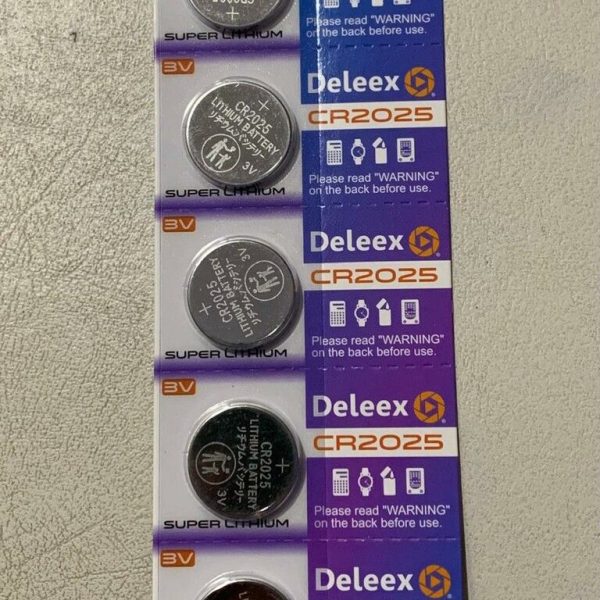 Please read "WARNING"
on the back before use.
SUPER LITHIUM
3V
Deleex
CR2025
+
CR2025
LITHIUM BATTERY
リチウムバッテリー
3V
Please read "WARNING"
on the back before use.
SUPER LITHIUM
3V
Deleex
CR2025
+
CR2025
LITHIUM BATTERY
リチウムバッテリー
3V
Please read "WARNING"
on the back before use.
SUPER LITHIUM
3V
Deleex
CR2025
+
CR2025
LITHIUM BATTERY
リチウムバッテリー
3V
Please read "WARNING"
on the back before use.
SUPER LITHIUM
3V
Deleex